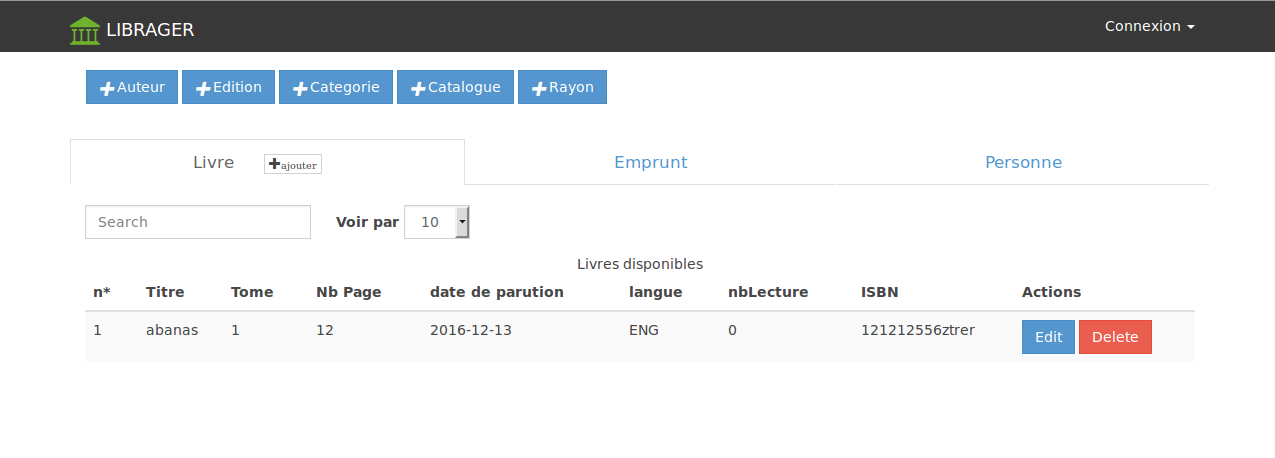 LIBRAGER Connexion
Auteur Edition Categorie Catalogue Rayon
Livre ajouter Emprunt Personne
Search Voir par 10
Livres disponibles
n* Titre Tome Nb Page date de parution langue nbLecture ISBN Actions
1 abanas 1 12 2016-12-13 ENG 0 121212556ztrer Edit Delete